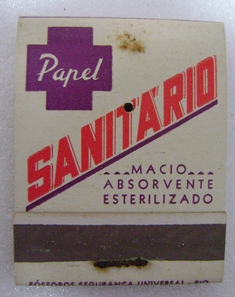 Papel
SANITÁRIO
MACIO
ABSORVENTE
ESTERILIZADO
FÓSFOROS SEGURANÇA UNIVERSAL - RIO